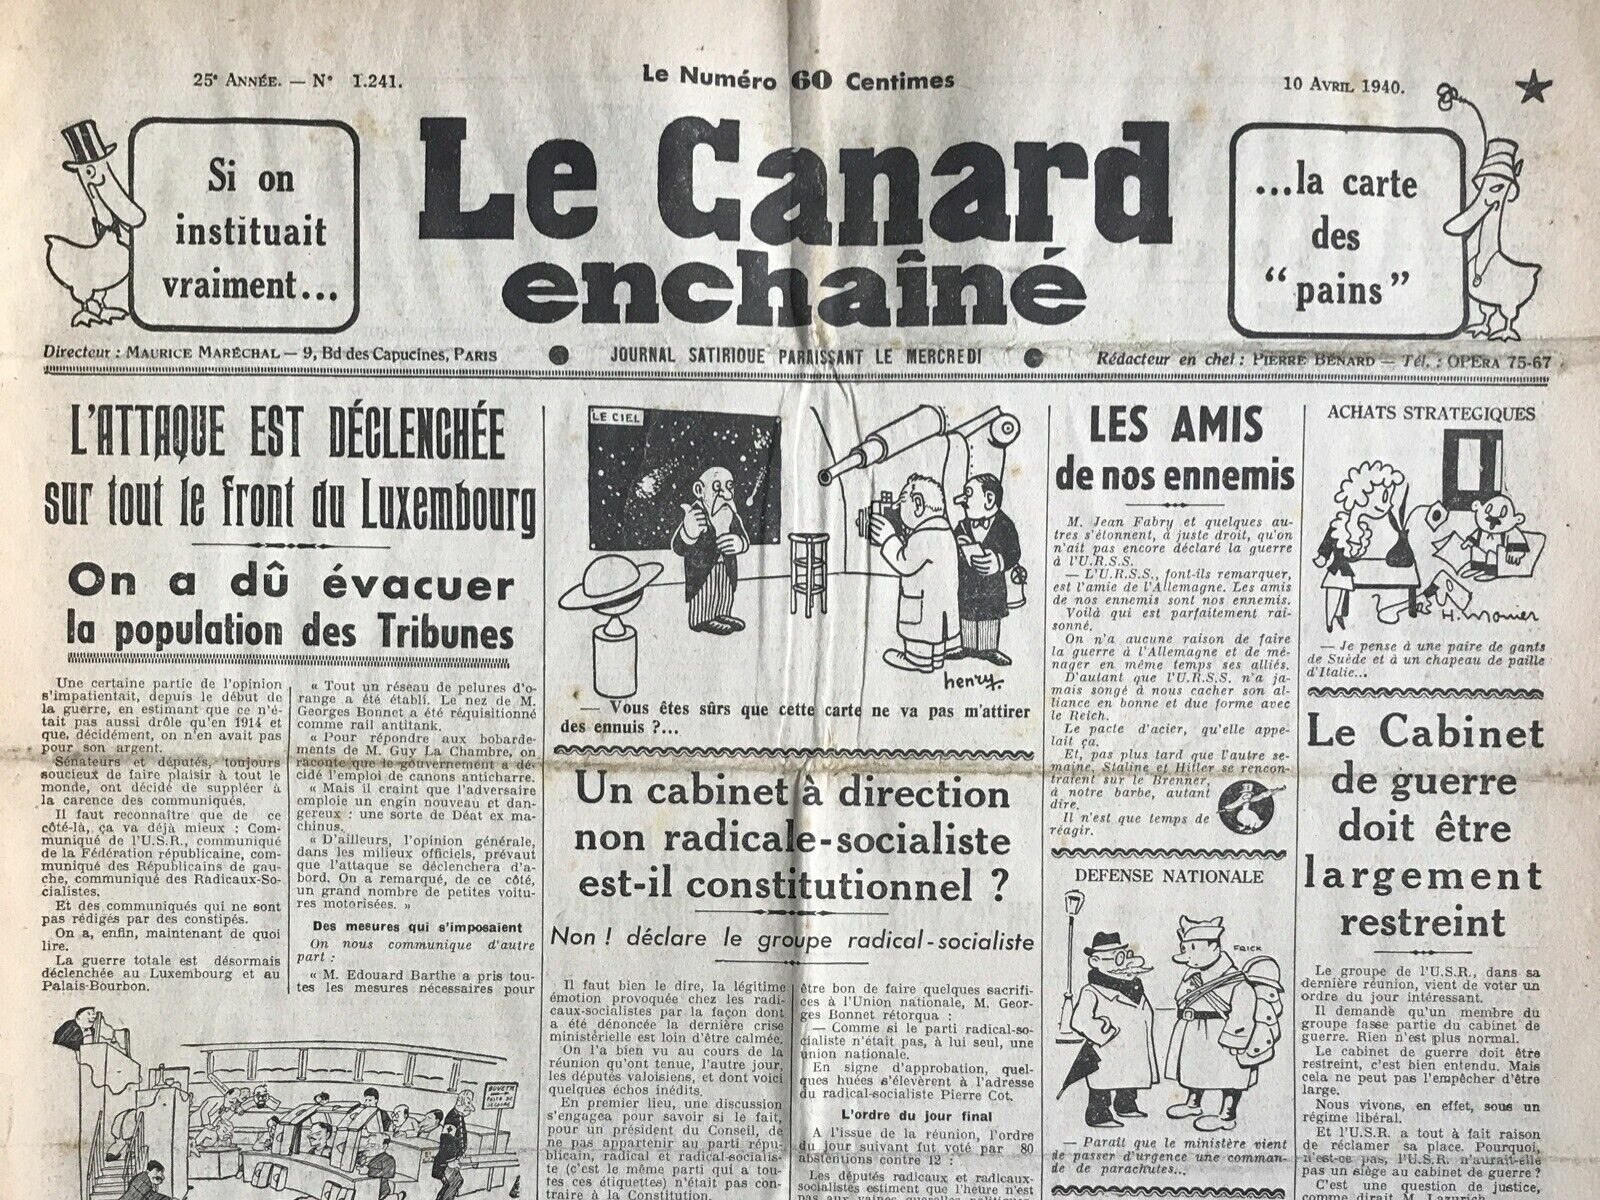 25e ANNÉE. — N° 1.241.
Le Numéro 60 Centimes
10 AVRIL 1940.
Si on
instituait
vraiment...
Le Canard
enchaîné
...la carte
des
“pains”
Directeur : MAURICE MARÉCHAL — 9, Bd des Capucines, PARIS
JOURNAL SATIRIQUE PARAISSANT LE MERCREDI
Rédacteur en chef : PIERRE BÉNARD — Tél. : OPERA 75-67
L'ATTAQUE EST DÉCLENCHÉE
sur tout le front du Luxembourg
On a dû évacuer
la population des Tribunes
Une certaine partie de l'opinion
s'impatientait, depuis le début de
la guerre, en estimant que ce n'é-
tait pas aussi drôle qu'en 1914 et
que, décidément, on n'en avait pas
pour son argent.
Sénateurs et députés, toujours
soucieux de faire plaisir à tout le
monde, ont décidé de suppléer à
la carence des communiqués.
Il faut reconnaître que de ce
côté-là, ça va déjà mieux : Com-
muniqué de l'U.S.R., communiqué
de la Fédération républicaine, com-
muniqué des Républicains de gau-
che, communiqué des Radicaux-So-
cialistes.
Et des communiqués qui ne sont
pas rédigés par des constipés.
On a, enfin, maintenant de quoi
lire.
La guerre totale est désormais
déclenchée au Luxembourg et au
Palais-Bourbon.
« Tout un réseau de pelures d'o-
range a été établi. Le nez de M.
Georges Bonnet a été réquisitionné
comme rail antitank.
« Pour répondre aux bombarde-
ments de M. Guy La Chambre, on
raconte que le gouvernement a dé-
cidé l'emploi de canons anticharre.
« Mais il craint que l'adversaire
emploie un engin nouveau et dan-
gereux : une sorte de Déat ex ma-
chinus.
« D'ailleurs, l'opinion générale,
dans les milieux officiels, prévaut
que l'attaque se déclenchera d'a-
bord. On a remarqué, de ce côté,
un grand nombre de petites voitu-
res motorisées. »
Des mesures qui s'imposaient
On nous communique d'autre
part :
« M. Edouard Barthe a pris tou-
tes les mesures nécessaires pour
LE CIEL
henry.
— Vous êtes sûrs que cette carte ne va pas m'attirer
des ennuis ?...
Un cabinet à direction
non radicale-socialiste
est-il constitutionnel ?
Non ! déclare le groupe radical-socialiste
Il faut bien le dire, la légitime
émotion provoquée chez les radi-
caux-socialistes par la façon dont
a été dénoncée la dernière crise
ministérielle est loin d'être calmée.
On l'a bien vu au cours de la
réunion qu'ont tenue, l'autre jour,
les députés valoisiens, et dont voici
quelques échos inédits.
En premier lieu, une discussion
s'engagea pour savoir si le fait,
pour un président du Conseil, de
ne pas appartenir au parti répu-
blicain, radical et radical-socialis-
te (c'est le même parti qui a tou-
tes ces étiquettes) n'était pas con-
traire à la Constitution.
être bon de faire quelques sacrifi-
ces à l'Union nationale, M. Geor-
ges Bonnet rétorqua :
— Comme si le parti radical-so-
cialiste n'était pas, à lui seul, une
union nationale.
En signe d'approbation, quel-
ques huées s'élevèrent à l'adresse
du radical-socialiste Pierre Cot.
L'ordre du jour final
A l'issue de la réunion, l'ordre
du jour suivant fut voté par 80
abstentions contre 12 :
Les députés radicaux et radicaux-
socialistes estiment que l'heure n'est
LES AMIS
de nos ennemis
M. Jean Fabry et quelques au-
tres s'étonnent, à juste droit, qu'on
n'ait pas encore déclaré la guerre
à l'U.R.S.S.
— L'U.R.S.S., font-ils remarquer,
est l'amie de l'Allemagne. Les amis
de nos ennemis sont nos ennemis.
Voilà qui est parfaitement rai-
sonné.
On n'a aucune raison de faire
la guerre à l'Allemagne et de mé-
nager en même temps ses alliés.
D'autant que l'U.R.S.S. n'a ja-
mais songé à nous cacher son al-
liance en bonne et due forme avec
le Reich.
Le pacte d'acier, qu'elle appe-
lait ça.
Et, pas plus tard que l'autre se-
maine, Staline et Hitler se rencon-
traient sur le Brenner,
à notre barbe, autant
dire.
Il n'est que temps de
réagir.
DEFENSE NATIONALE
FRICK
— Paraît que le ministère vient
de passer d'urgence une comman-
de de parachutes...
ACHATS STRATEGIQUES
H. Monier
— Je pense à une paire de gants
de Suède et à un chapeau de paille
d'Italie...
Le Cabinet
de guerre
doit être
largement
restreint
Le groupe de l'U.S.R., dans sa
dernière réunion, vient de voter un
ordre du jour intéressant.
Il demande qu'un membre du
groupe fasse partie du cabinet de
guerre. Rien n'est plus normal.
Le cabinet de guerre doit être
restreint, c'est bien entendu. Mais
cela ne peut pas l'empêcher d'être
large.
Nous vivons, en effet, sous un
régime libéral.
Et l'U.S.R. a tout à fait raison
de réclamer sa place. Pourquoi,
n'est-ce pas, l'U.S.R. n'aurait-elle
pas un siège au cabinet de guerre ?
C'est une question de justice,